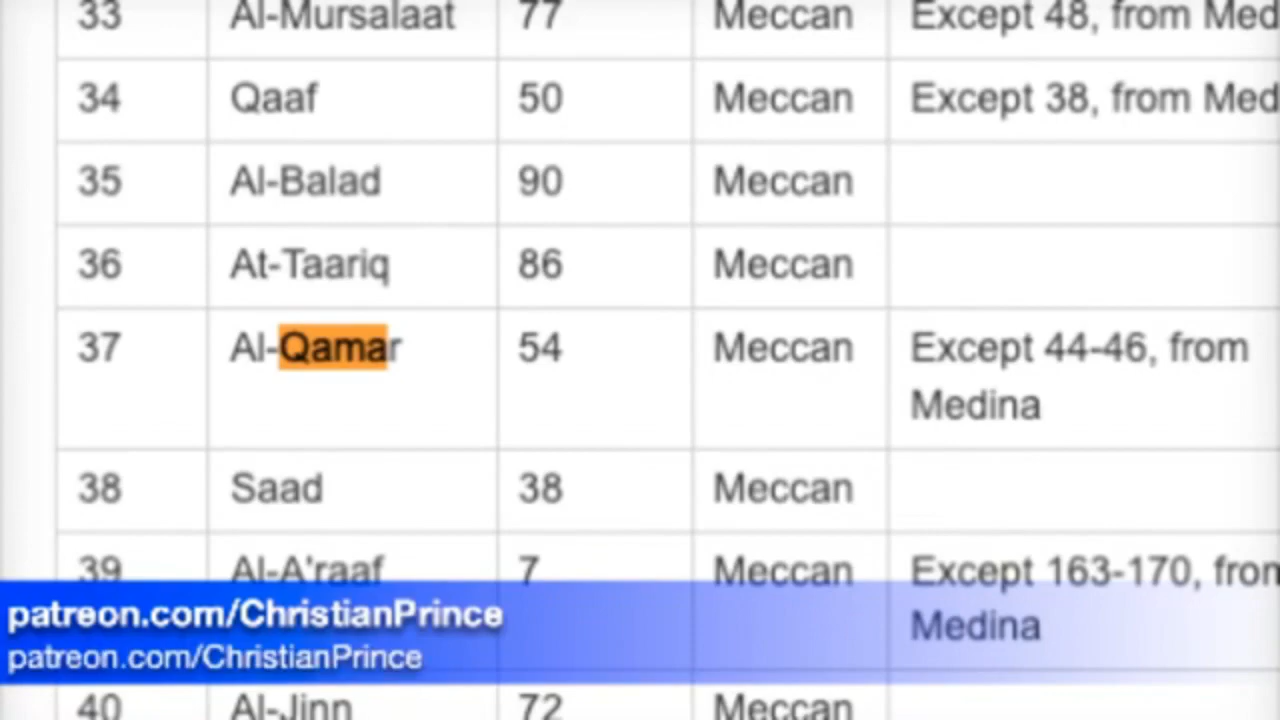 33 Al-Mursalaat 77 Meccan Except 48, from Med
34 Qaaf 50 Meccan Except 38, from Med
35 Al-Balad 90 Meccan
36 At-Taariq 86 Meccan
37 Al-Qamar 54 Meccan Except 44-46, from
Medina
38 Saad 38 Meccan
39 Al-A'raaf 7 Meccan Except 163-170, from
Medina
patreon.com/ChristianPrince
patreon.com/ChristianPrince
40 Al-Jinn 72 Meccan